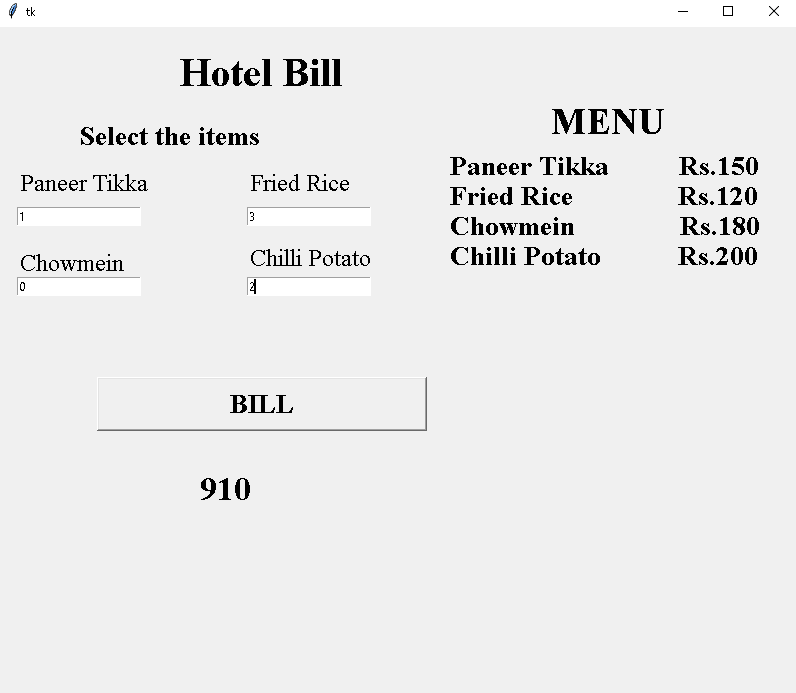 tk
Hotel Bill
Select the items
Paneer Tikka
Fried Rice
1
3
Chowmein
Chilli Potato
0
2
BILL
910
MENU
Paneer Tikka Rs.150
Fried Rice Rs.120
Chowmein Rs.180
Chilli Potato Rs.200